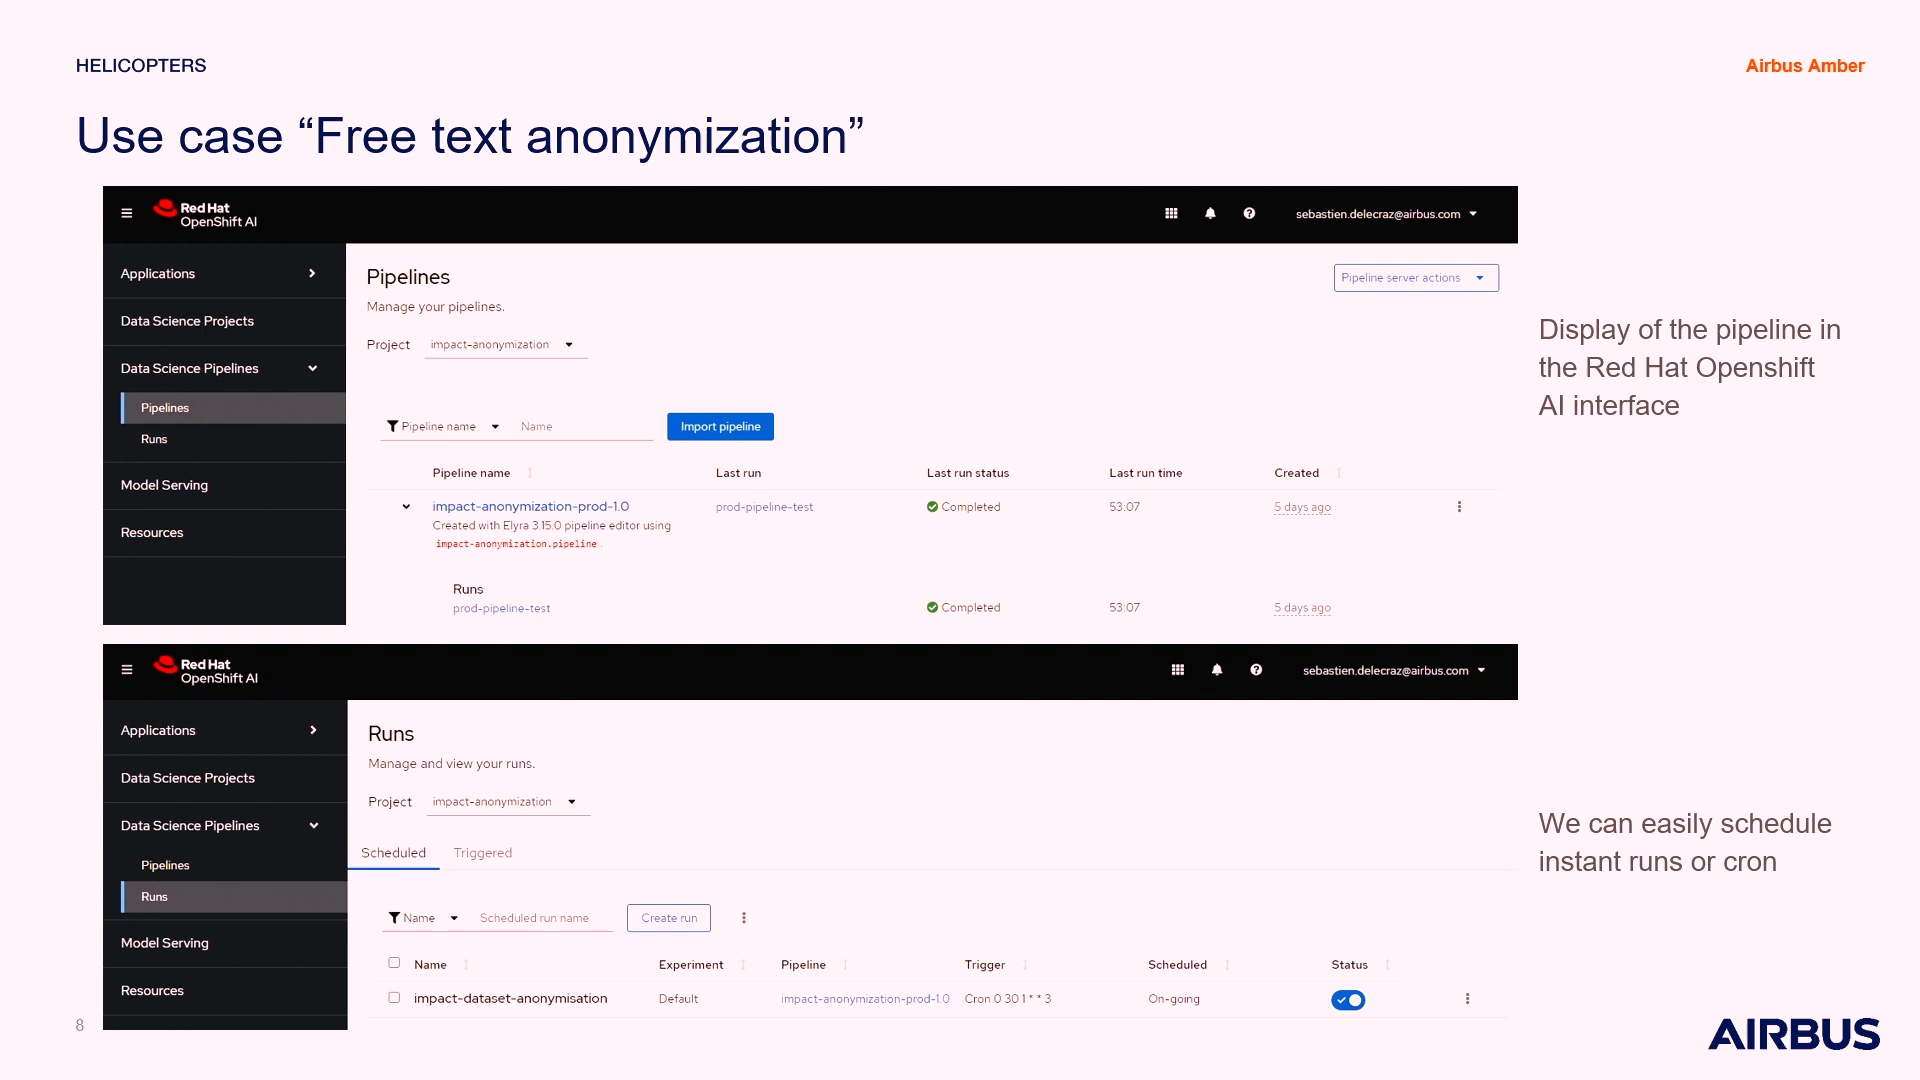 HELICOPTERS
Airbus Amber
Use case “Free text anonymization”
Red Hat
OpenShift AI
sebastien.delecraz@airbus.com
Applications
Data Science Projects
Data Science Pipelines
Pipelines
Runs
Model Serving
Resources
Pipelines
Pipeline server actions
Manage your pipelines.
Project impact-anonymization
Pipeline name Name Import pipeline
Pipeline name Last run Last run status Last run time Created
impact-anonymization-prod-1.0 prod-pipeline-test Completed 53:07 5 days ago
Created with Elyra 3.15.0 pipeline editor using
impact-anonymization.pipeline .
Runs
prod-pipeline-test Completed 53:07 5 days ago
Display of the pipeline in
the Red Hat Openshift
AI interface
Red Hat
OpenShift AI
sebastien.delecraz@airbus.com
Applications
Data Science Projects
Data Science Pipelines
Pipelines
Runs
Model Serving
Resources
Runs
Manage and view your runs.
Project impact-anonymization
Scheduled Triggered
Name Scheduled run name Create run
Name Experiment Pipeline Trigger Scheduled Status
impact-dataset-anonymisation Default impact-anonymization-prod-1.0 Cron 0 30 1 * * 3 On-going
We can easily schedule
instant runs or cron
8
AIRBUS